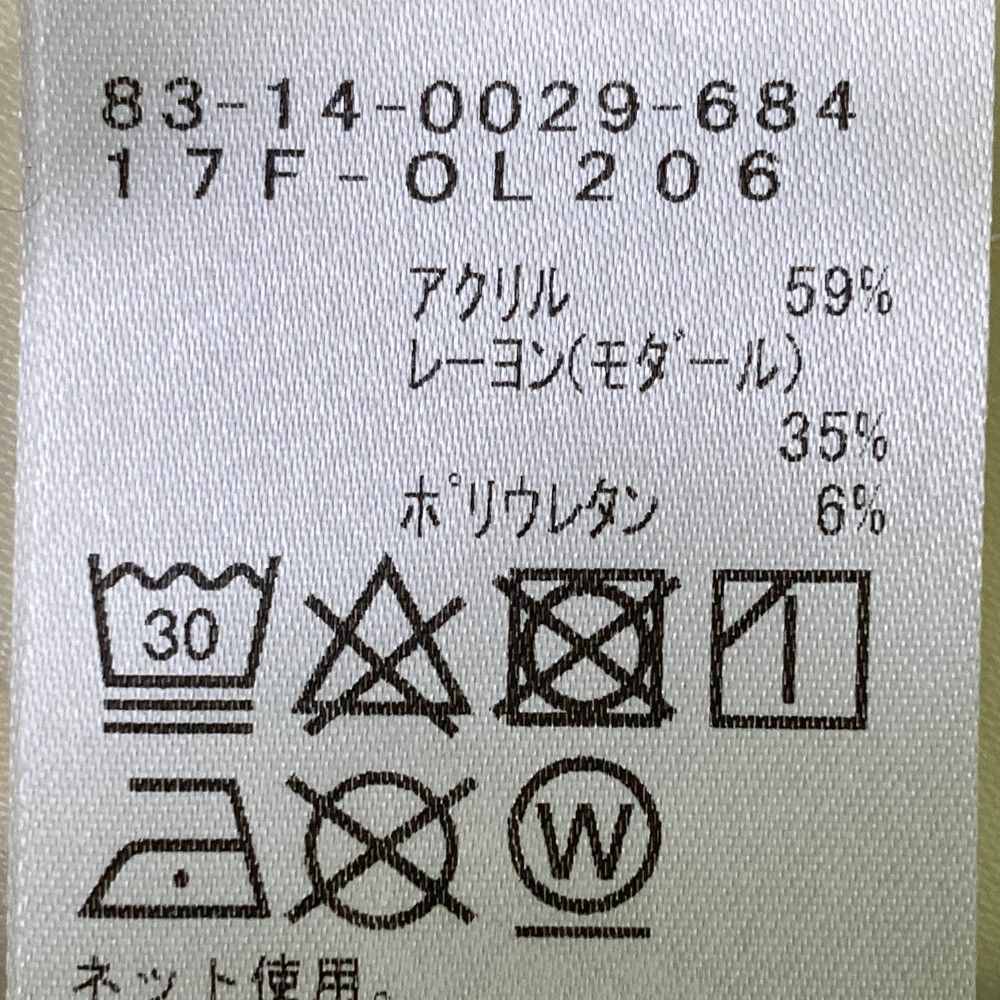 83-14-0029-684
17F-OL206
アクリル 59%
レーヨン(モダール)
35%
ポリウレタン 6%
30
W
ネット使用。